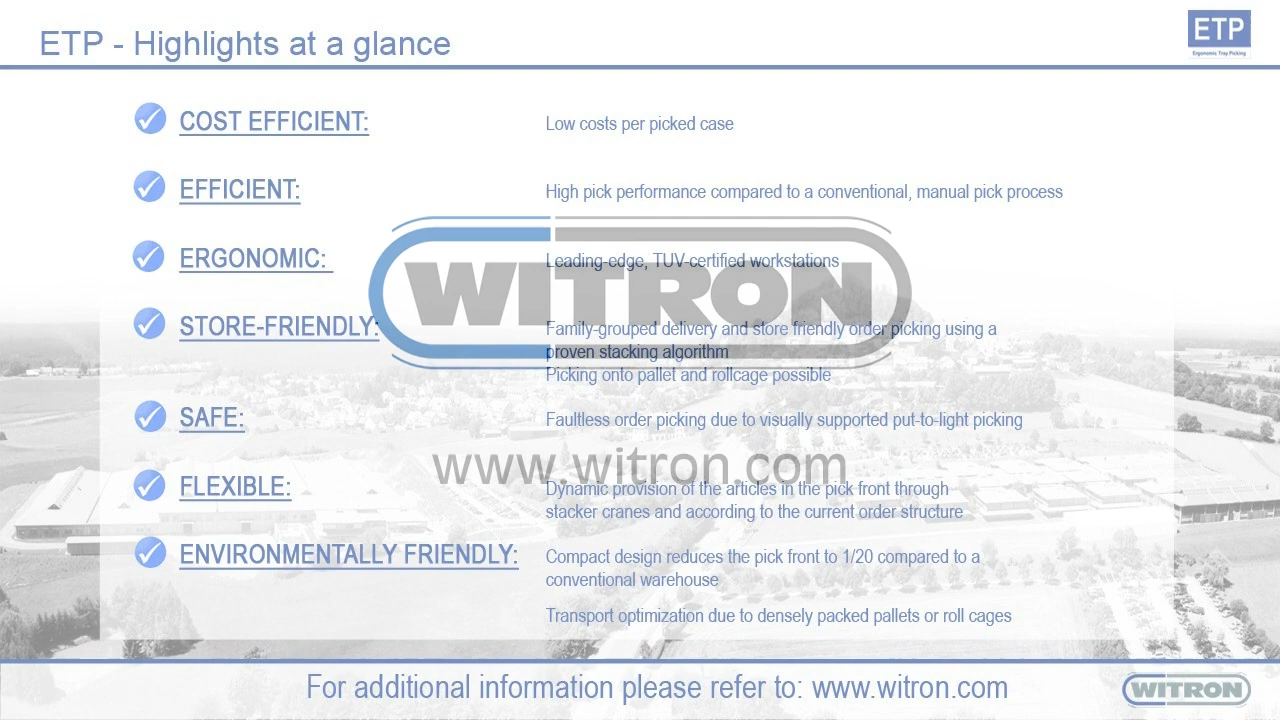 ETP - Highlights at a glance
ETP
Ergonomic Tray Picking
COST EFFICIENT:
Low costs per picked case
EFFICIENT:
High pick performance compared to a conventional, manual pick process
ERGONOMIC:
Leading-edge, TUV-certified workstations
WITRON
STORE-FRIENDLY:
Family-grouped delivery and store friendly order picking using a
proven stacking algorithm
Picking onto pallet and rollcage possible
SAFE:
Faultless order picking due to visually supported put-to-light picking
www.witron.com
FLEXIBLE:
Dynamic provision of the articles in the pick front through
stacker cranes and according to the current order structure
ENVIRONMENTALLY FRIENDLY:
Compact design reduces the pick front to 1/20 compared to a
conventional warehouse
Transport optimization due to densely packed pallets or roll cages
For additional information please refer to: www.witron.com
WITRON